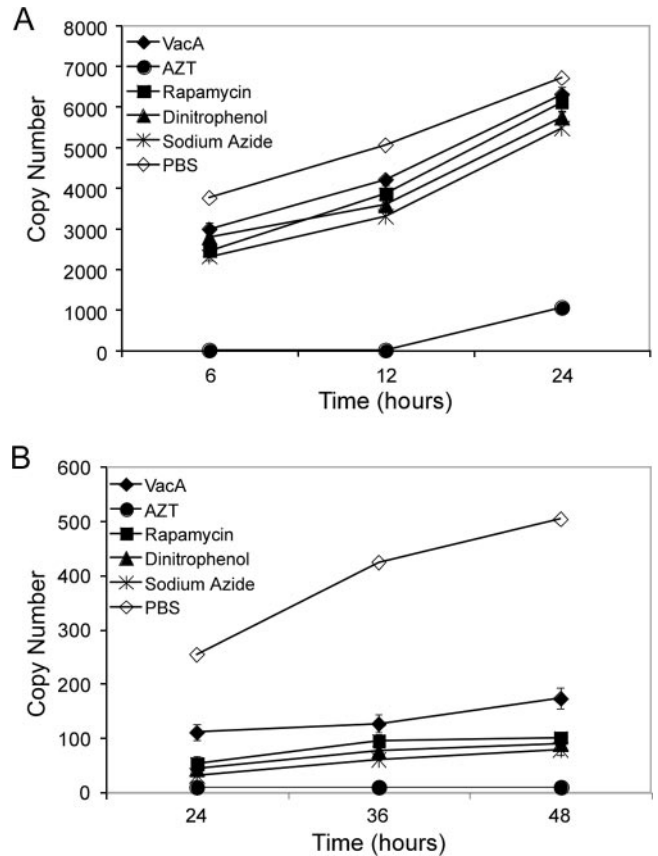 A
Copy Number
8000
7000
6000
5000
4000
3000
2000
1000
0
VacA
AZT
Rapamycin
Dinitrophenol
Sodium Azide
PBS
6 12 24
Time (hours)
B
Copy Number
600
500
400
300
200
100
0
VacA
AZT
Rapamycin
Dinitrophenol
Sodium Azide
PBS
24 36 48
Time (hours)